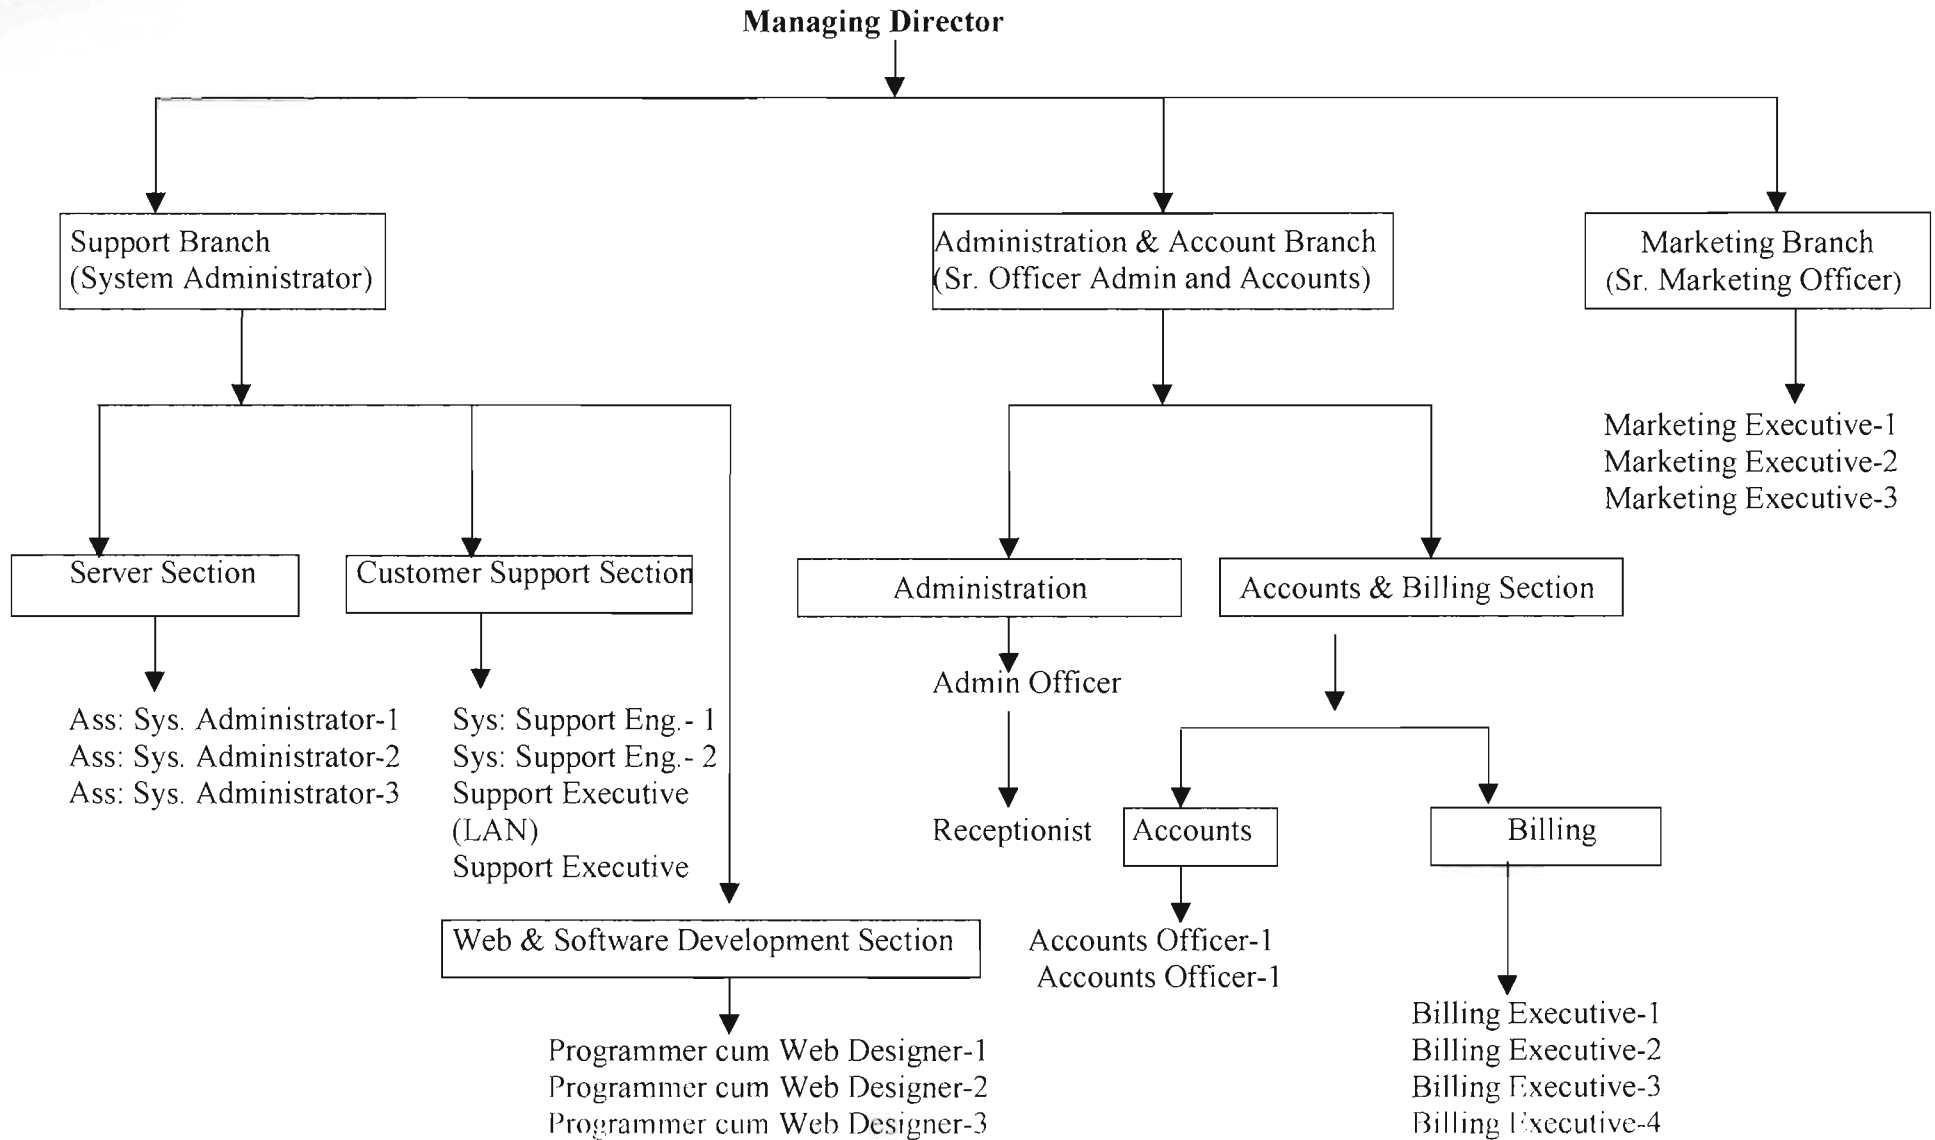 Managing Director
Support Branch
(System Administrator)
Administration & Account Branch
(Sr. Officer Admin and Accounts)
Marketing Branch
(Sr. Marketing Officer)
Marketing Executive-1
Marketing Executive-2
Marketing Executive-3
Server Section
Customer Support Section
Administration
Accounts & Billing Section
Ass: Sys. Administrator-1
Ass: Sys. Administrator-2
Ass: Sys. Administrator-3
Sys: Support Eng.- 1
Sys: Support Eng.- 2
Support Executive
(LAN)
Support Executive
Admin Officer
Receptionist
Accounts
Billing
Web & Software Development Section
Accounts Officer-1
Accounts Officer-1
Programmer cum Web Designer-1
Programmer cum Web Designer-2
Programmer cum Web Designer-3
Billing Executive-1
Billing Executive-2
Billing Executive-3
Billing Executive-4